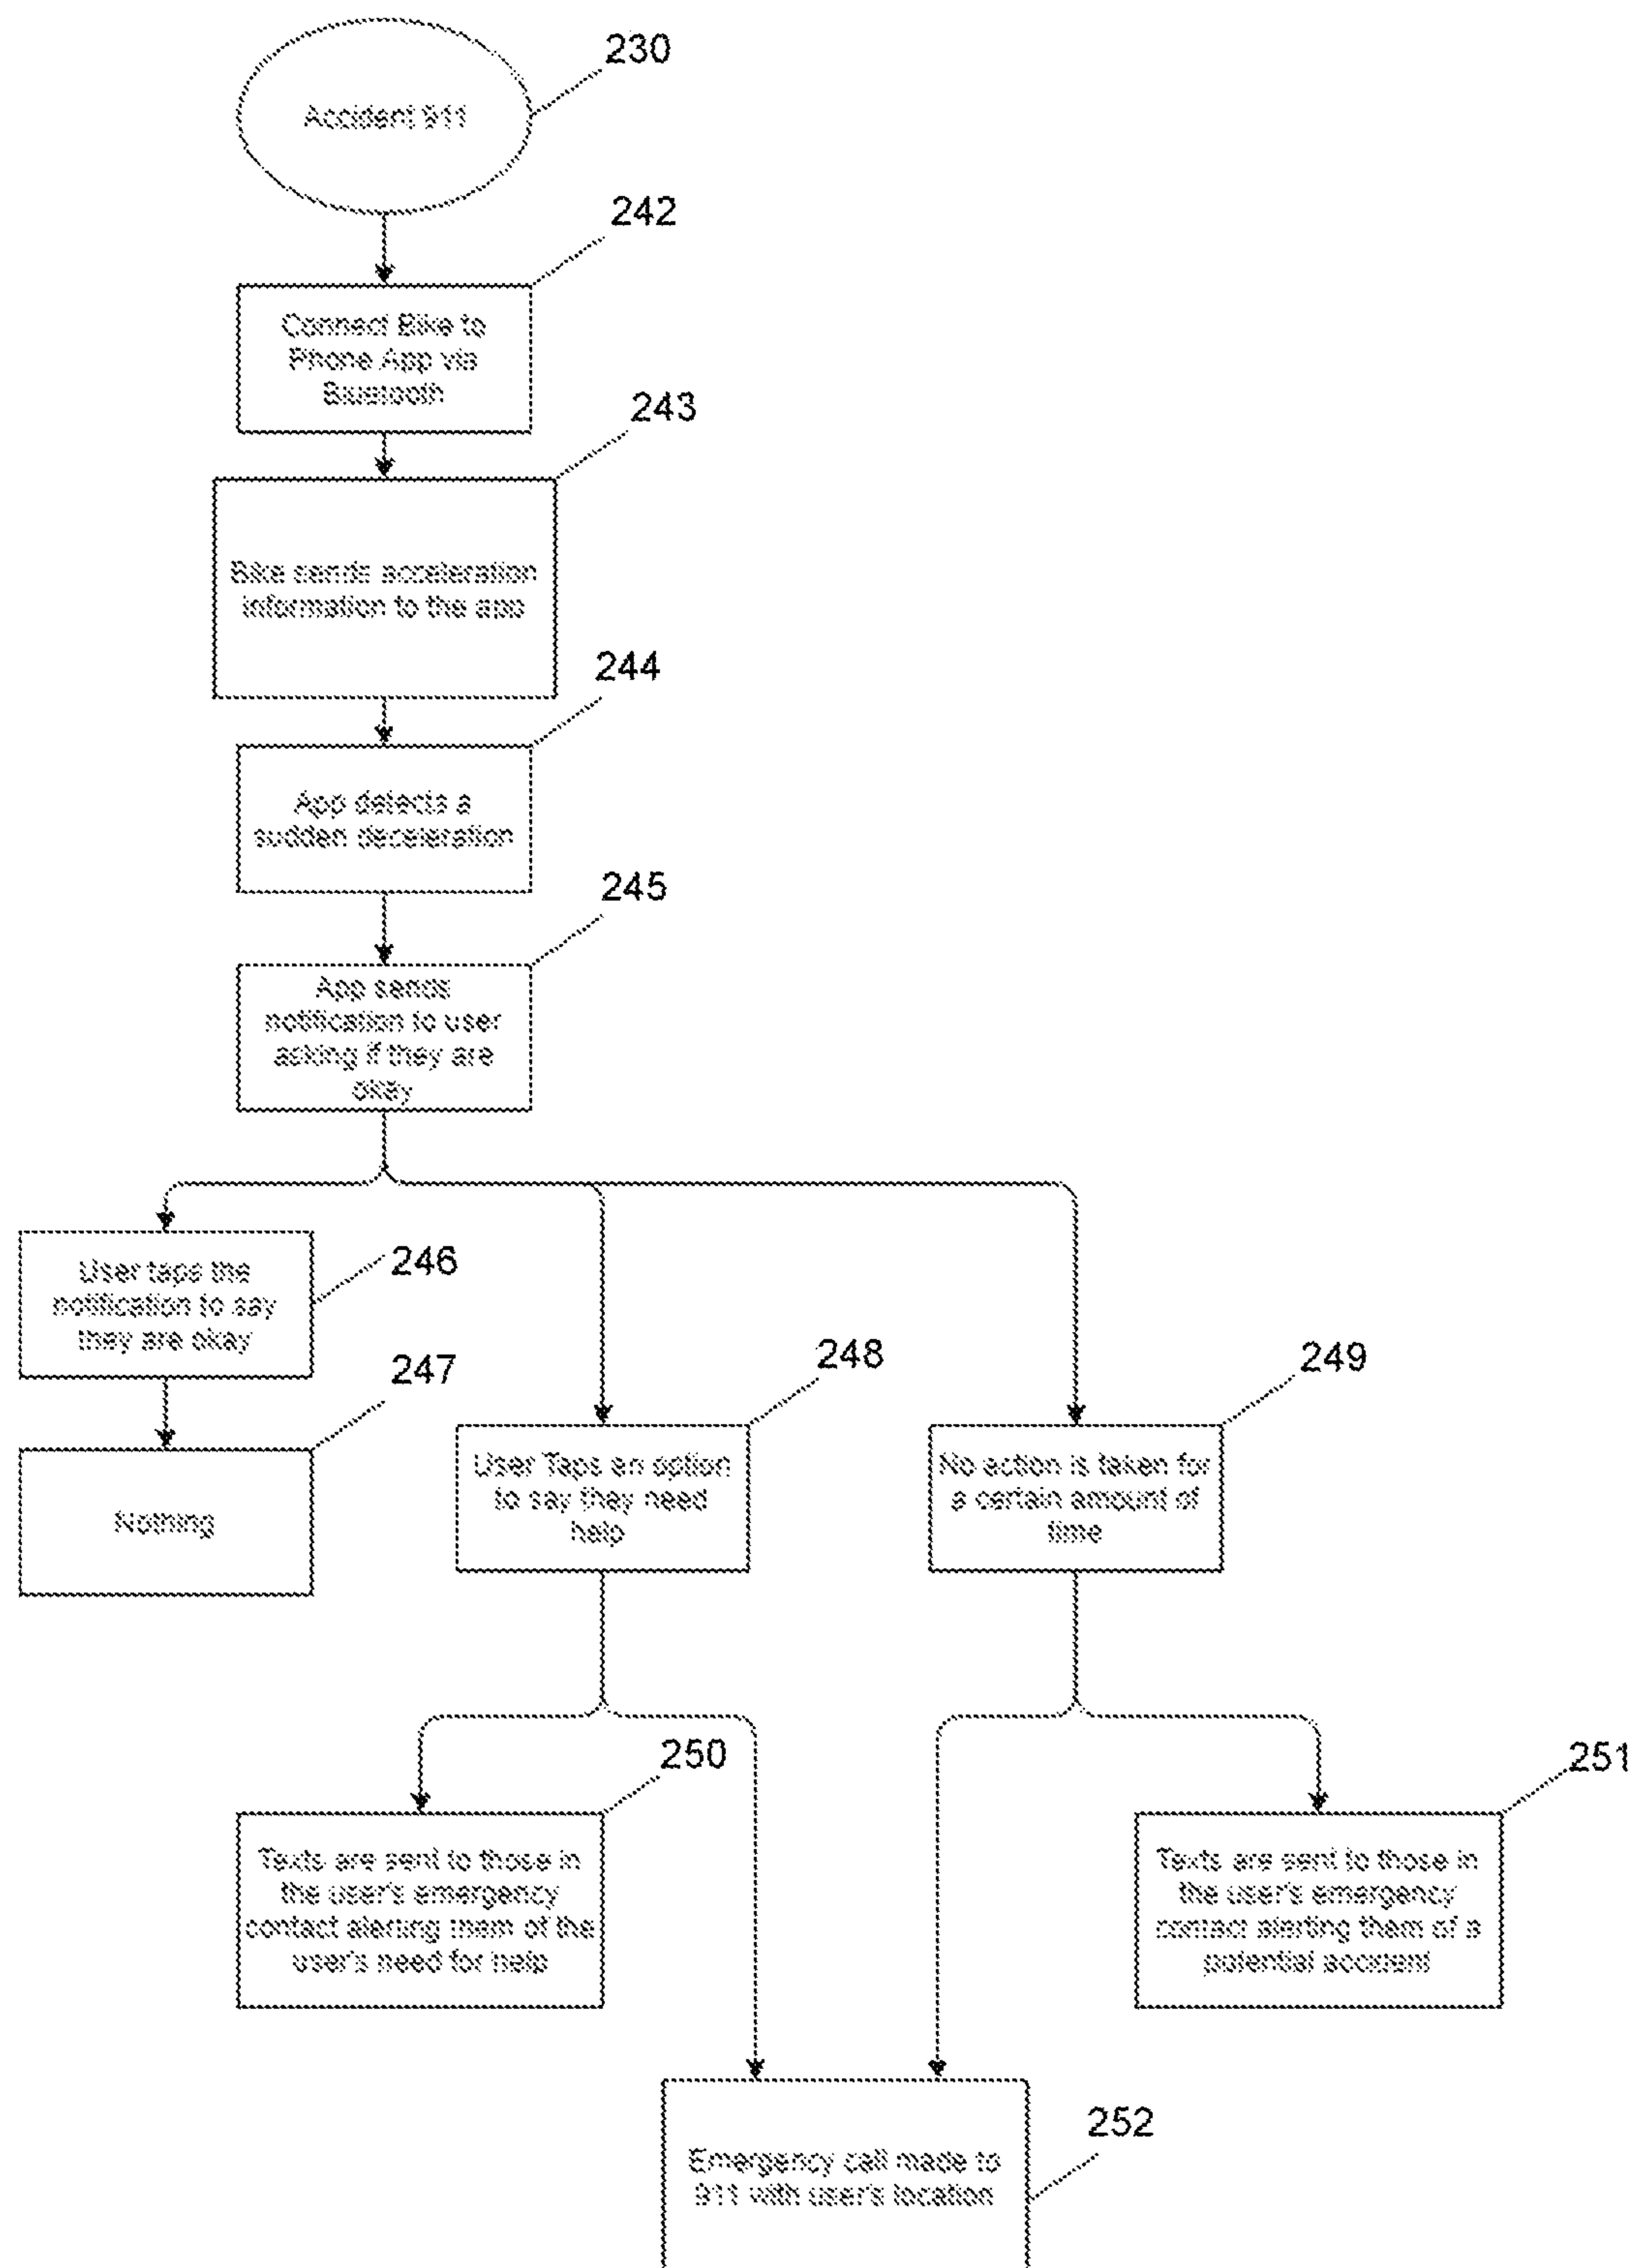 230
Accident 911
242
Connect Bike to
Phone App via
Bluetooth
243
Bike sends acceleration
information to the app
244
App detects a
sudden deceleration
245
App sends
notification to user
asking if they are
okay
246
User taps the
notification to say
they are okay
247
Nothing
248
User Taps an option
to say they need
help
249
No action is taken for
a certain amount of
time
250
Texts are sent to those in
the user's emergency
contact alerting them of the
user's need for help
251
Texts are sent to those in
the user's emergency
contact alerting them of a
potential accident
252
Emergency call made to
911 with user's location